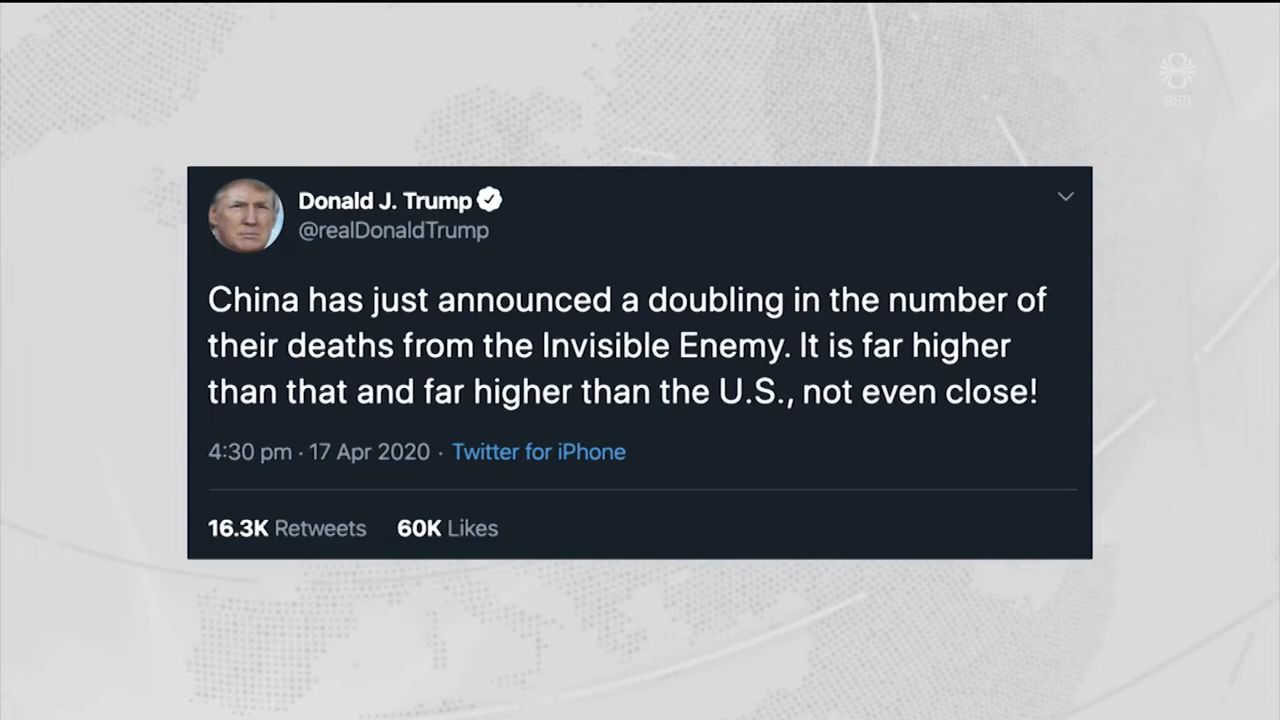 888
Donald J. Trump
@realDonaldTrump
China has just announced a doubling in the number of
their deaths from the Invisible Enemy. It is far higher
than that and far higher than the U.S., not even close!
4:30 pm · 17 Apr 2020 · Twitter for iPhone
16.3K Retweets 60K Likes